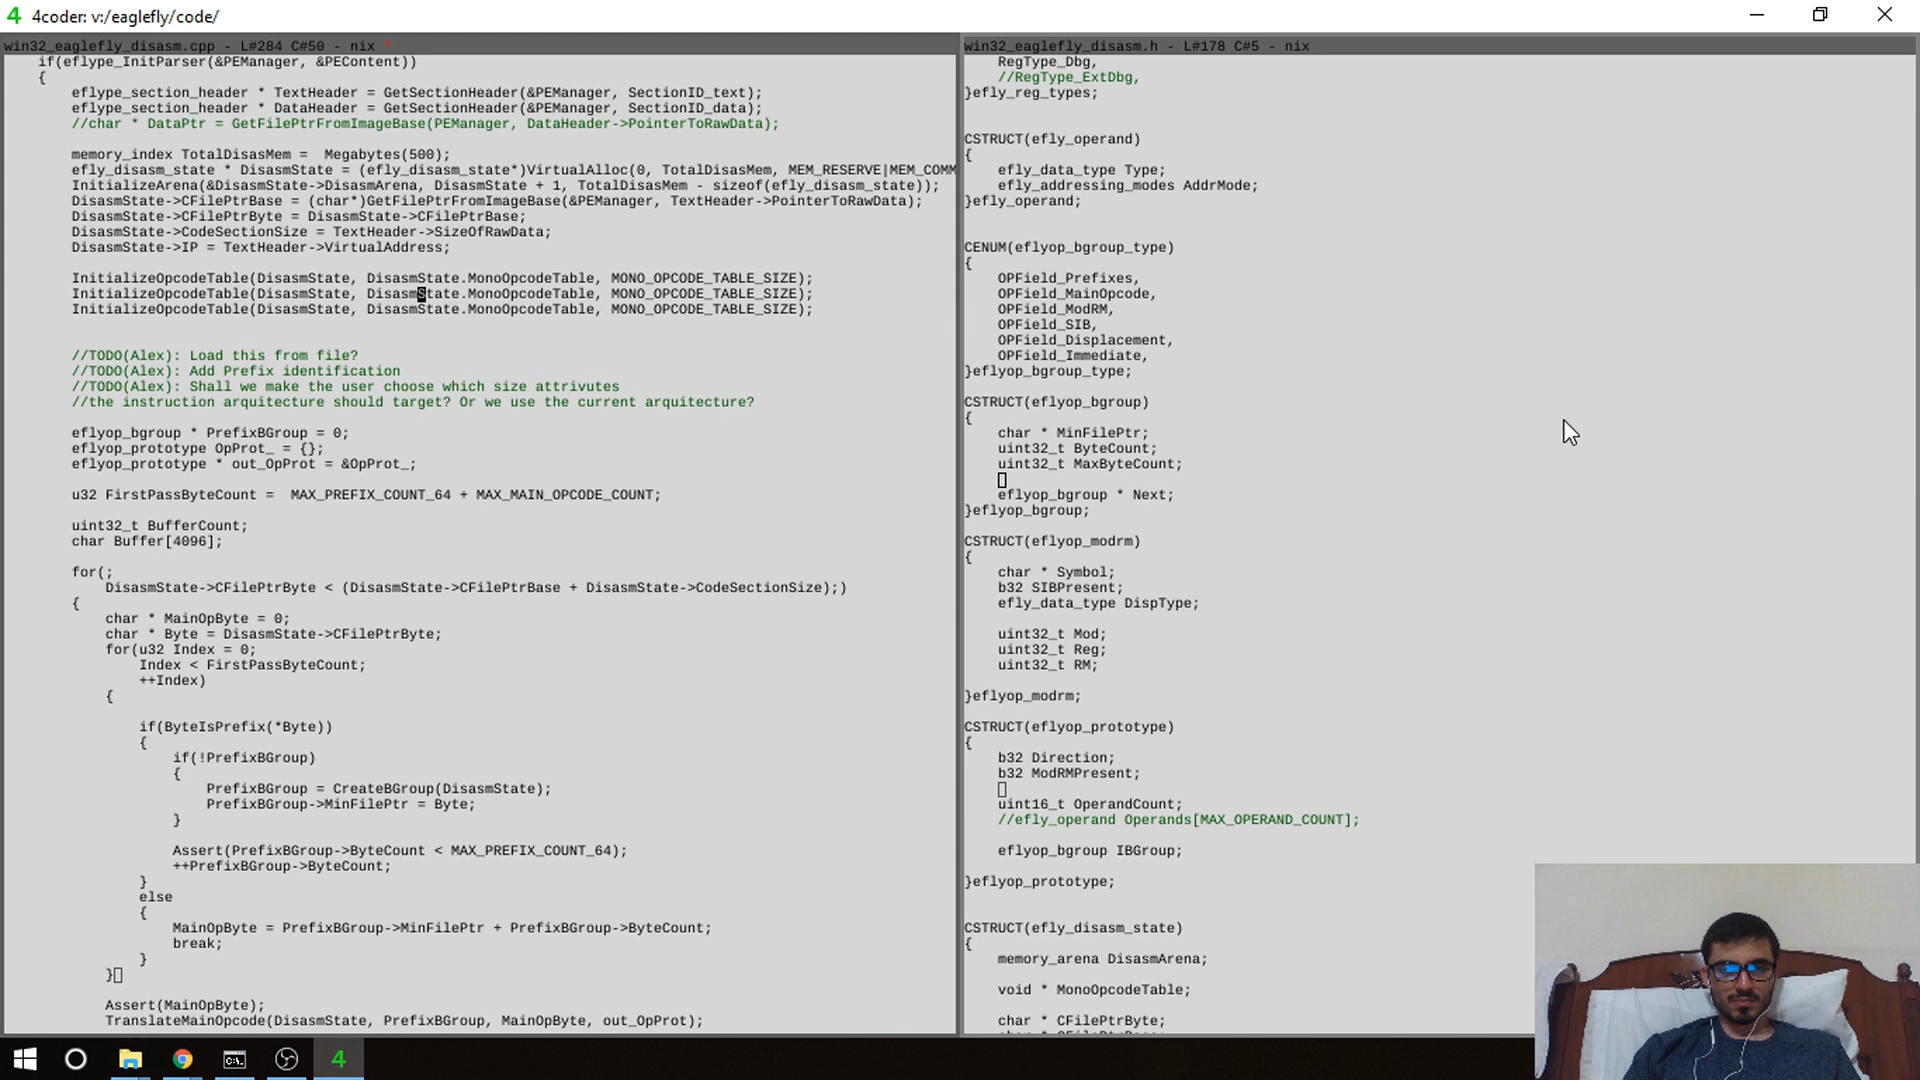 4 4coder: v:/eaglefly/code/
win32_eaglefly_disasm.cpp - L#284 C#50 - nix *
if(eflype_InitParser(&PEManager, &PEContent))
{
eflype_section_header * TextHeader = GetSectionHeader(&PEManager, SectionID_text);
eflype_section_header * DataHeader = GetSectionHeader(&PEManager, SectionID_data);
//char * DataPtr = GetFilePtrFromImageBase(PEManager, DataHeader->PointerToRawData);
memory_index TotalDisasMem =  Megabytes(500);
efly_disasm_state * DisasmState = (efly_disasm_state*)VirtualAlloc(0, TotalDisasMem, MEM_RESERVE|MEM_COMM
InitializeArena(&DisasmState->DisasmArena, DisasmState + 1, TotalDisasMem - sizeof(efly_disasm_state));
DisasmState->CFilePtrBase = (char*)GetFilePtrFromImageBase(&PEManager, TextHeader->PointerToRawData);
DisasmState->CFilePtrByte = DisasmState->CFilePtrBase;
DisasmState->CodeSectionSize = TextHeader->SizeOfRawData;
DisasmState->IP = TextHeader->VirtualAddress;
InitializeOpcodeTable(DisasmState, DisasmState.MonoOpcodeTable, MONO_OPCODE_TABLE_SIZE);
InitializeOpcodeTable(DisasmState, DisasmState.MonoOpcodeTable, MONO_OPCODE_TABLE_SIZE);
InitializeOpcodeTable(DisasmState, DisasmState.MonoOpcodeTable, MONO_OPCODE_TABLE_SIZE);
//TODO(Alex): Load this from file?
//TODO(Alex): Add Prefix identification
//TODO(Alex): Shall we make the user choose which size attrivutes
//the instruction arquitecture should target? Or we use the current arquitecture?
eflyop_bgroup * PrefixBGroup = 0;
eflyop_prototype OpProt_ = {};
eflyop_prototype * out_OpProt = &OpProt_;
u32 FirstPassByteCount =  MAX_PREFIX_COUNT_64 + MAX_MAIN_OPCODE_COUNT;
uint32_t BufferCount;
char Buffer[4096];
for(;
DisasmState->CFilePtrByte < (DisasmState->CFilePtrBase + DisasmState->CodeSectionSize);)
{
char * MainOpByte = 0;
char * Byte = DisasmState->CFilePtrByte;
for(u32 Index = 0;
Index < FirstPassByteCount;
++Index)
{
if(ByteIsPrefix(*Byte))
{
if(!PrefixBGroup)
{
PrefixBGroup = CreateBGroup(DisasmState);
PrefixBGroup->MinFilePtr = Byte;
}
Assert(PrefixBGroup->ByteCount < MAX_PREFIX_COUNT_64);
++PrefixBGroup->ByteCount;
}
else
{
MainOpByte = PrefixBGroup->MinFilePtr + PrefixBGroup->ByteCount;
break;
}
}
Assert(MainOpByte);
TranslateMainOpcode(DisasmState, PrefixBGroup, MainOpByte, out_OpProt);
win32_eaglefly_disasm.h - L#178 C#5 - nix
RegType_Dbg,
//RegType_ExtDbg,
}efly_reg_types;
CSTRUCT(efly_operand)
{
efly_data_type Type;
efly_addressing_modes AddrMode;
}efly_operand;
CENUM(eflyop_bgroup_type)
{
OPField_Prefixes,
OPField_MainOpcode,
OPField_ModRM,
OPField_SIB,
OPField_Displacement,
OPField_Immediate,
}eflyop_bgroup_type;
CSTRUCT(eflyop_bgroup)
{
char * MinFilePtr;
uint32_t ByteCount;
uint32_t MaxByteCount;
eflyop_bgroup * Next;
}eflyop_bgroup;
CSTRUCT(eflyop_modrm)
{
char * Symbol;
b32 SIBPresent;
efly_data_type DispType;
uint32_t Mod;
uint32_t Reg;
uint32_t RM;
}eflyop_modrm;
CSTRUCT(eflyop_prototype)
{
b32 Direction;
b32 ModRMPresent;
uint16_t OperandCount;
//efly_operand Operands[MAX_OPERAND_COUNT];
eflyop_bgroup IBGroup;
}eflyop_prototype;
CSTRUCT(efly_disasm_state)
{
memory_arena DisasmArena;
void * MonoOpcodeTable;
char * CFilePtrByte;
4